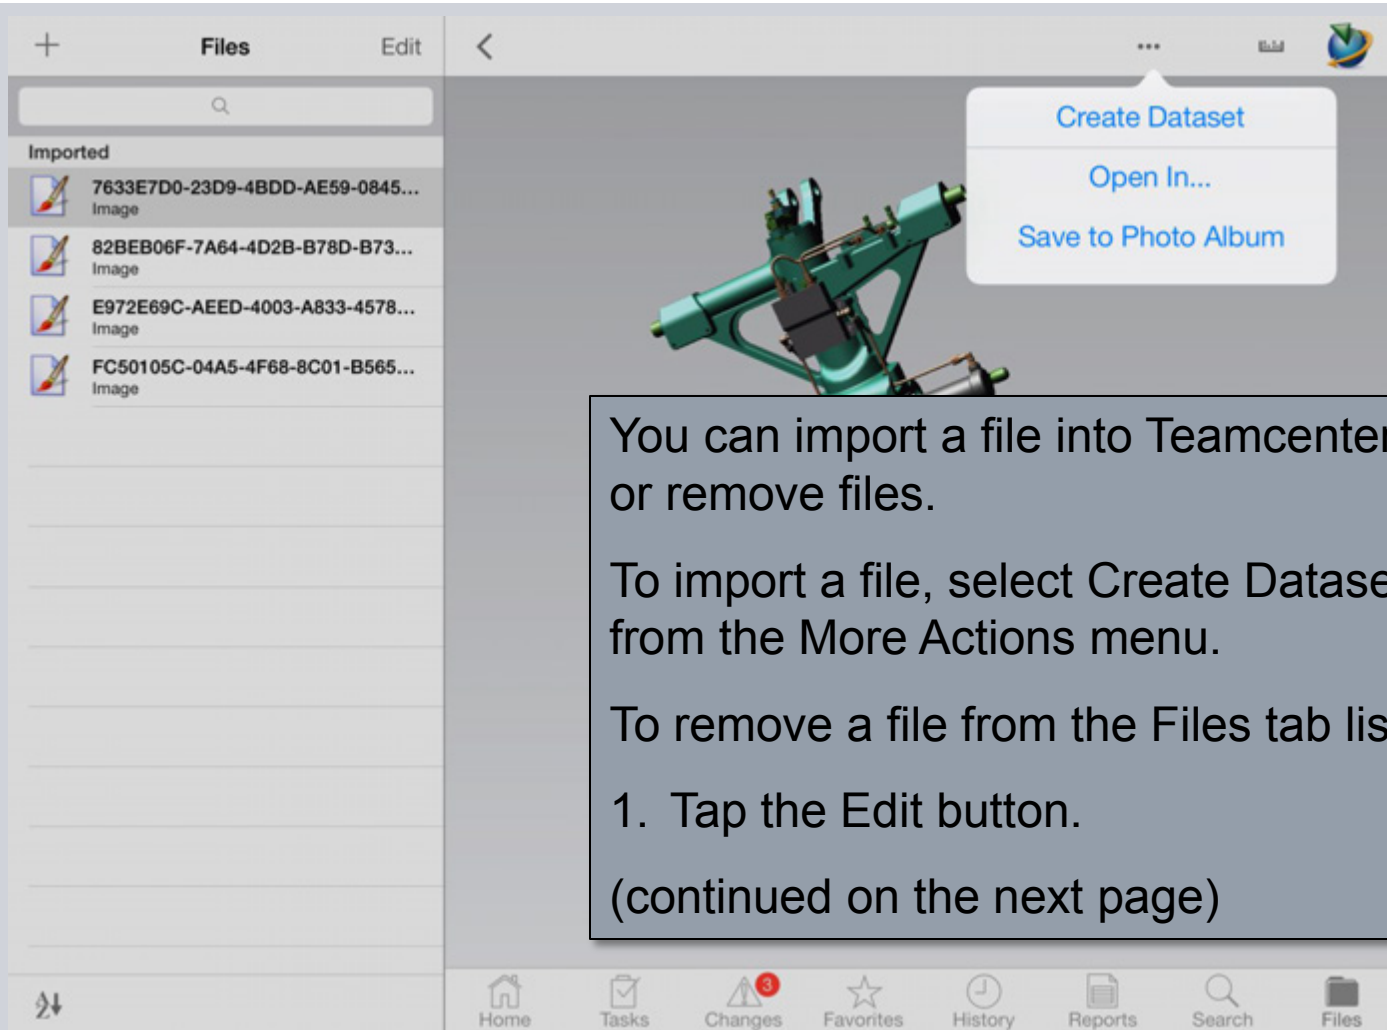 Files
Edit
Create Dataset
Open In...
Save to Photo Album
Imported
7633E7D0-23D9-4BDD-AE59-0845...
Image
82BEB06F-7A64-4D2B-B78D-B73...
Image
E972E69C-AEED-4003-A833-4578...
Image
FC50105C-04A5-4F68-8C01-B565...
Image
You can import a file into Teamcenter
or remove files.
To import a file, select Create Datase
from the More Actions menu.
To remove a file from the Files tab lis
1. Tap the Edit button.
(continued on the next page)
3
Home
Tasks
Changes
Favorites
History
Reports
Search
Files